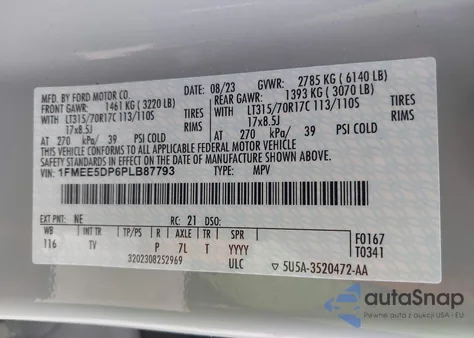 MFD. BY FORD MOTOR CO.
08/23 GVWR: 2785 KG ( 6140 LB)
FRONT GAWR: 1461 KG ( 3220 LB)
REAR GAWR: 1393 KG ( 3070 LB)
WITH LT315/70R17C 113/110S TIRES
WITH LT315/70R17C 113/110S TIRES
17x8.5J RIMS
17x8.5J RIMS
AT 270 kPa/ 39 PSI COLD
AT 270 kPa/ 39 PSI COLD
THIS VEHICLE CONFORMS TO ALL APPLICABLE FEDERAL MOTOR VEHICLE
SAFETY STANDARDS IN EFFECT ON THE DATE OF MANUFACTURE SHOWN ABOVE.
VIN: 1FMEE5DP6PLB87793 TYPE: MPV
EXT PNT: NE RC: 21 DSO:
WB INT TR TP/PS R AXLE TR SPR F0167
116 TV P 7L T YYYY T0341
3202308252969 ULC 5U5A-3520472-AA
autoSnap
Pewne auto z aukcji USA i EU